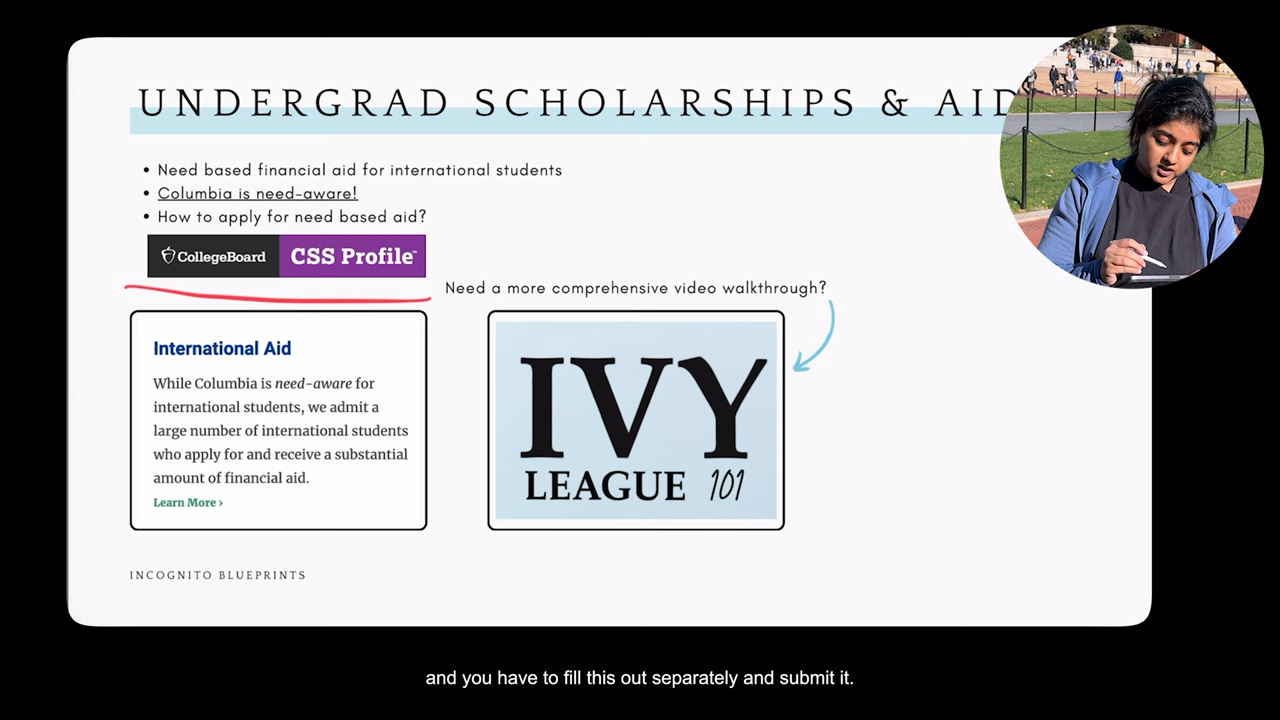 UNDERGRAD SCHOLARSHIPS & AID
• Need based financial aid for international students
• Columbia is need-aware!
• How to apply for need based aid?
CollegeBoard CSS Profile™
Need a more comprehensive video walkthrough?
International Aid
While Columbia is need-aware for
international students, we admit a
large number of international students
who apply for and receive a substantial
amount of financial aid.
Learn More ›
IVY
LEAGUE 101
INCOGNITO BLUEPRINTS
and you have to fill this out separately and submit it.